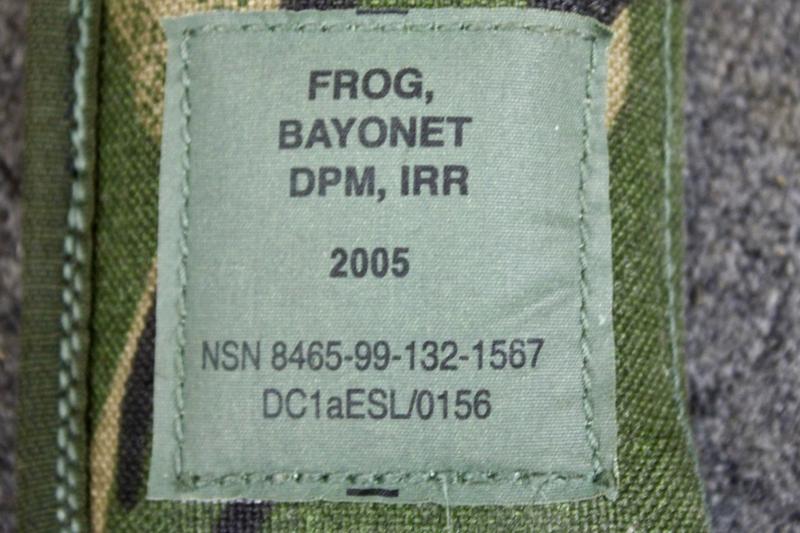 FROG,
BAYONET
DPM, IRR
2005
NSN 8465-99-132-1567
DC1aESL/0156